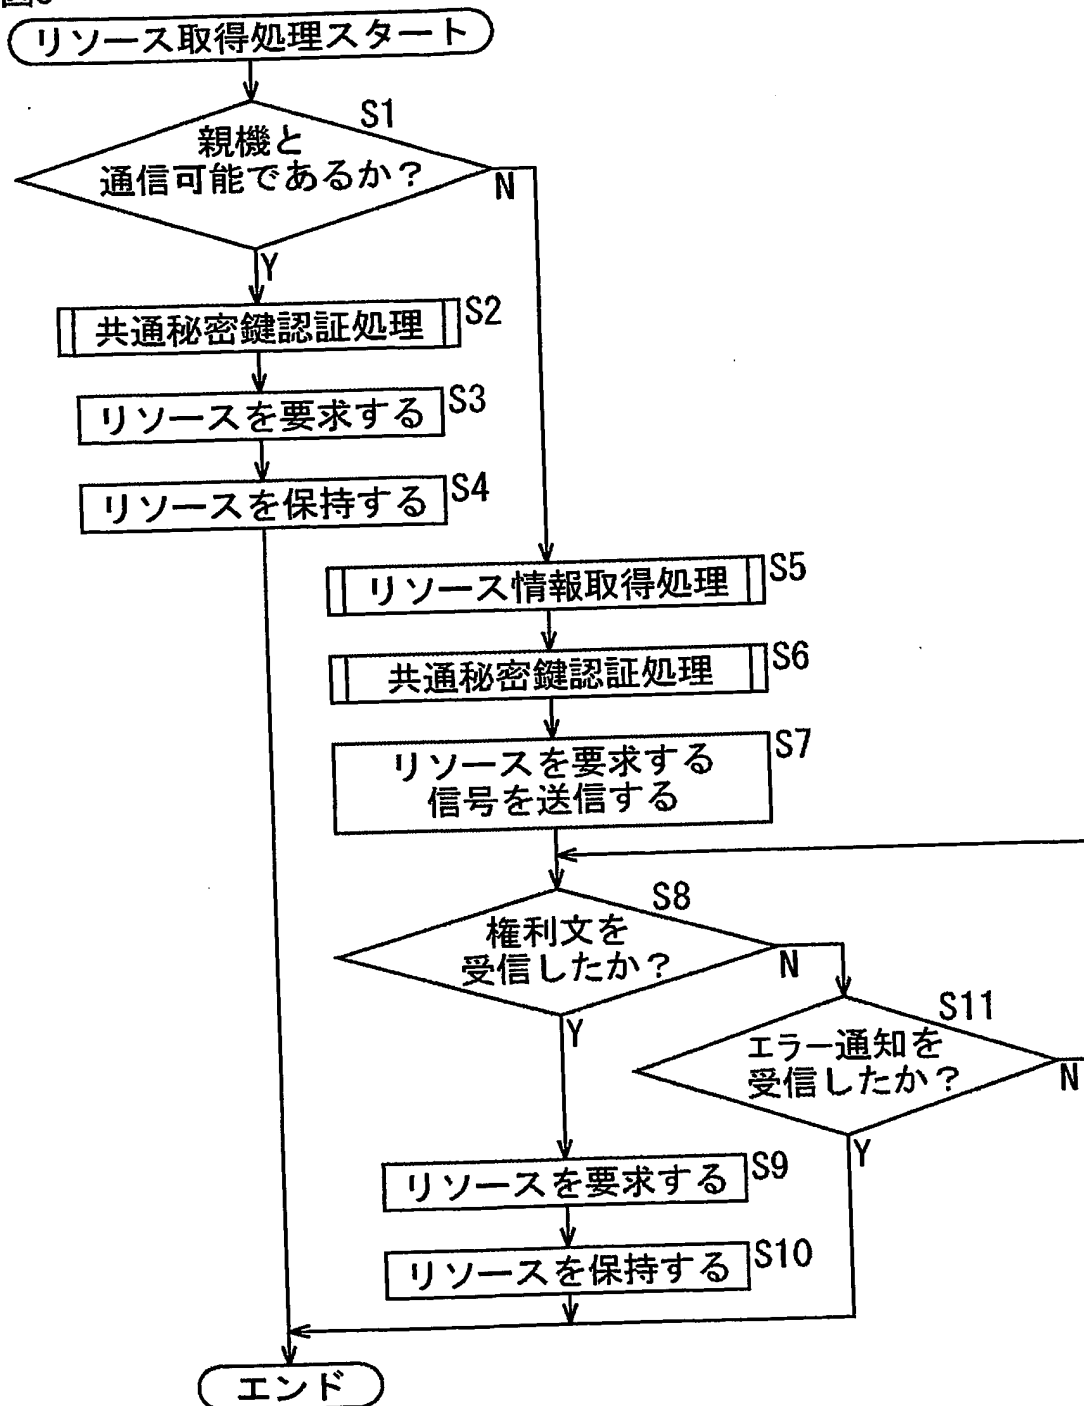 リソース取得処理スタート
S1
親機と
通信可能であるか？
N
Y
共通秘密鍵認証処理
S2
リソースを要求する
S3
リソースを保持する
S4
リソース情報取得処理
S5
共通秘密鍵認証処理
S6
リソースを要求する
信号を送信する
S7
S8
権利文を
受信したか？
N
Y
S11
エラー通知を
受信したか？
N
Y
リソースを要求する
S9
リソースを保持する
S10
エンド